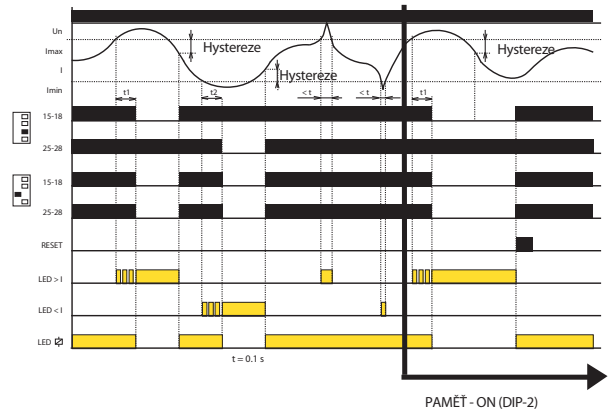 Un
Imax
I
Imin
Hystereze
Hystereze
Hystereze
t1
t2
< t
< t
t1
15-18
25-28
15-18
25-28
RESET
LED > I
LED < I
LED
t = 0.1 s
PAMĚŤ - ON (DIP-2)